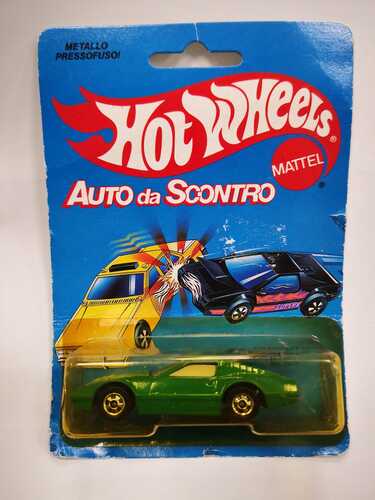 METALLO
PRESSOFUSO!
HOT WHEELS®
MATTEL
®
AUTO da SCONTRO